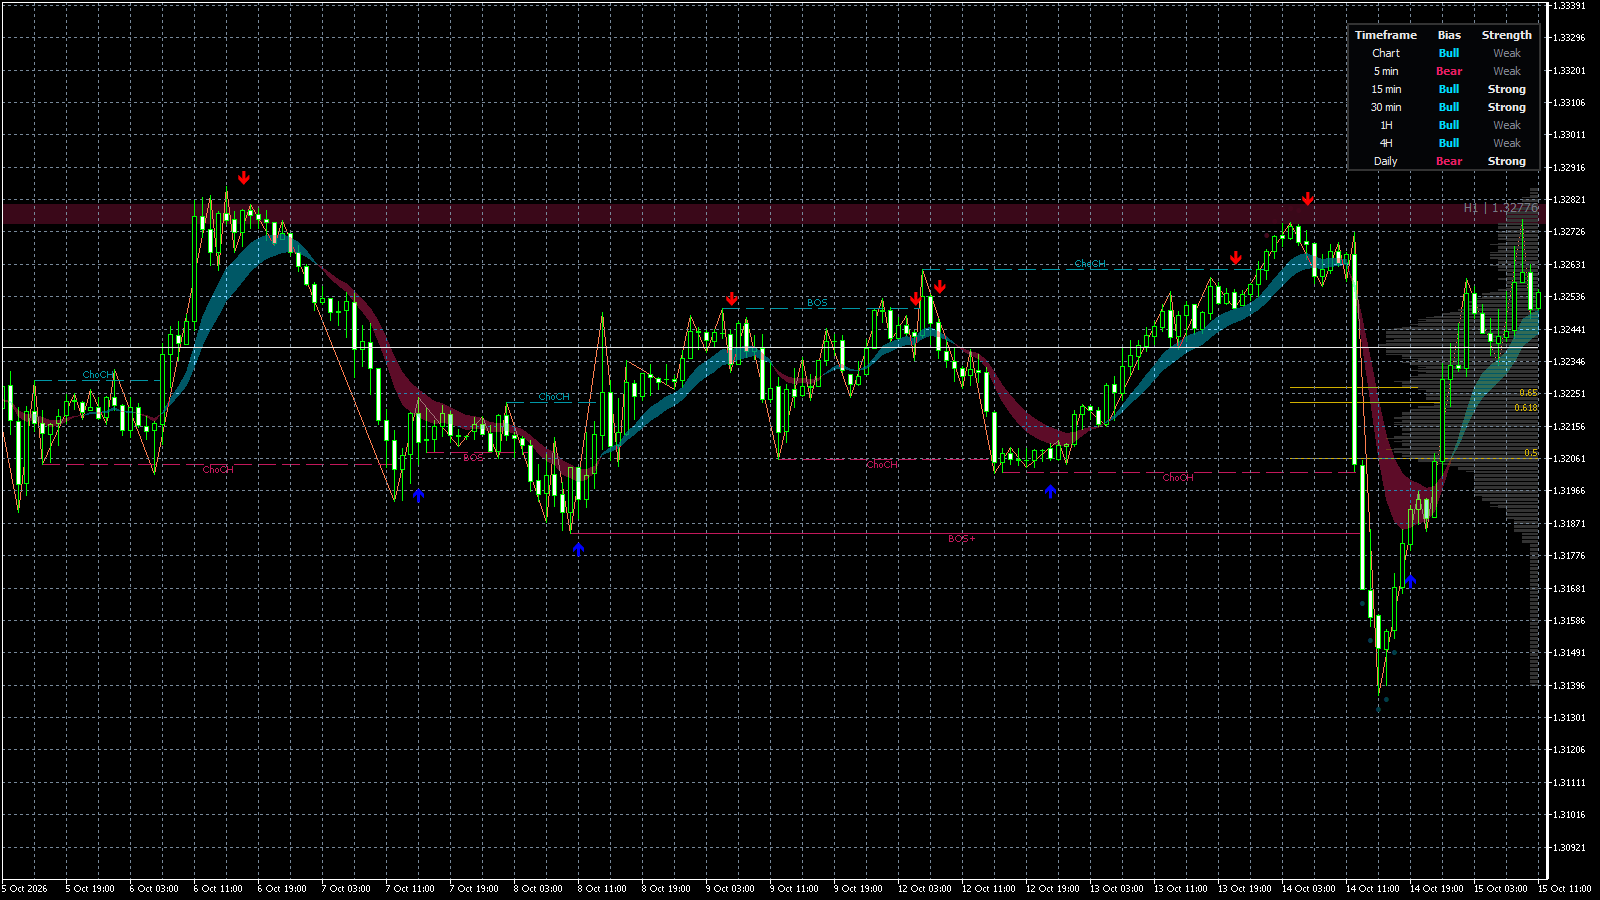 1.33391
1.33296
1.33201
1.33106
1.33011
1.32916
1.32821
1.32726
1.32631
1.32536
1.32441
1.32346
1.32251
1.32156
1.32061
1.31966
1.31871
1.31776
1.31681
1.31586
1.31491
1.31396
1.31301
1.31206
1.31111
1.31016
1.30921
Timeframe Bias Strength
Chart Bull Weak
5 min Bear Weak
15 min Bull Strong
30 min Bull Strong
1H Bull Weak
4H Bull Weak
Daily Bear Strong
H1 | 1.32776
ChoCH
BOS
ChoCH
ChoCH
0.65
0.618
0.5
ChoCH
BOS
ChoCH
ChoCH
BOS+
5 Oct 2026 5 Oct 19:00 6 Oct 03:00 6 Oct 11:00 6 Oct 19:00 7 Oct 03:00 7 Oct 11:00 7 Oct 19:00 8 Oct 03:00 8 Oct 11:00 8 Oct 19:00 9 Oct 03:00 9 Oct 11:00 9 Oct 19:00 12 Oct 03:00 12 Oct 11:00 12 Oct 19:00 13 Oct 03:00 13 Oct 11:00 13 Oct 19:00 14 Oct 03:00 14 Oct 11:00 14 Oct 19:00 15 Oct 03:00 15 Oct 11:00